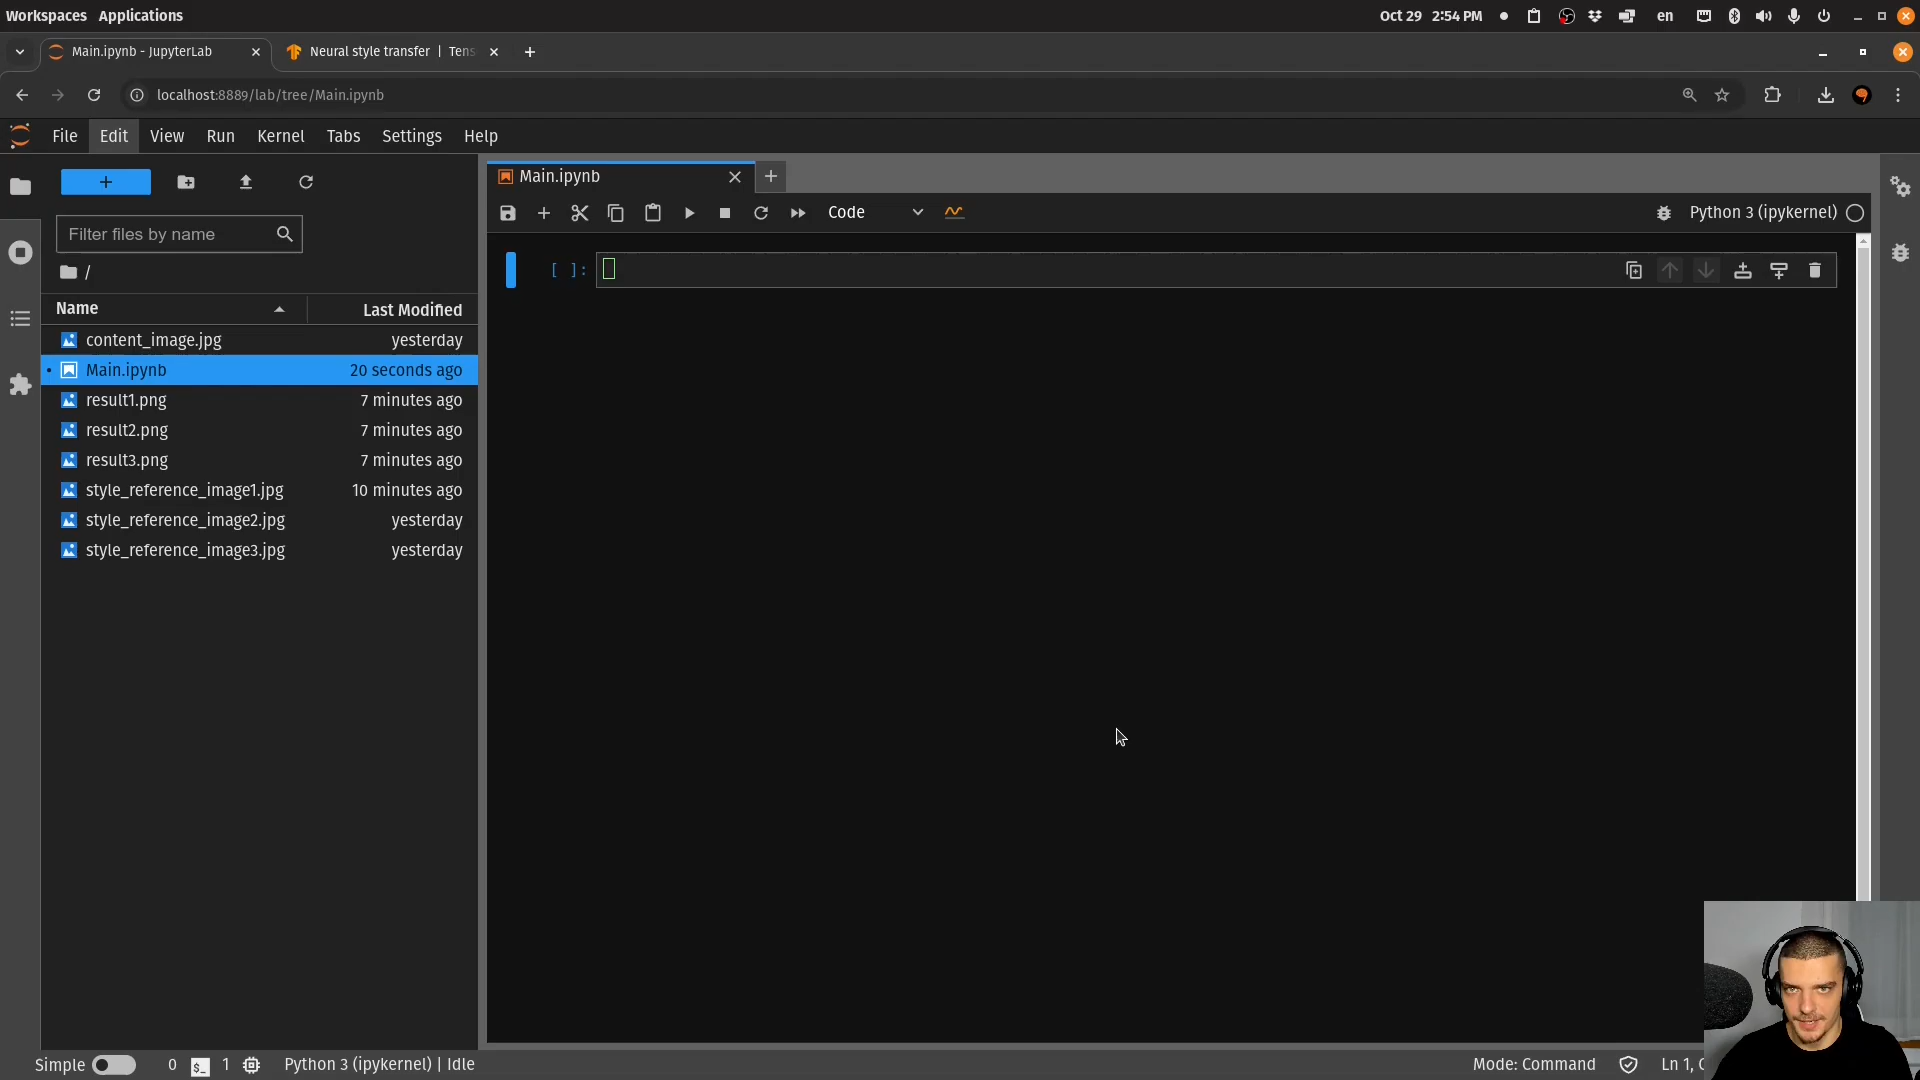 Workspaces Applications
Oct 29 2:54 PM
en
Main.ipynb - JupyterLab
Neural style transfer | Tens
localhost:8889/lab/tree/Main.ipynb
File Edit View Run Kernel Tabs Settings Help
Main.ipynb
Code
Python 3 (ipykernel)
Filter files by name
/
[ ]:
Name Last Modified
content_image.jpg yesterday
Main.ipynb 20 seconds ago
result1.png 7 minutes ago
result2.png 7 minutes ago
result3.png 7 minutes ago
style_reference_image1.jpg 10 minutes ago
style_reference_image2.jpg yesterday
style_reference_image3.jpg yesterday
Simple 0 $_ 1 Python 3 (ipykernel) | Idle
Mode: Command Ln 1,